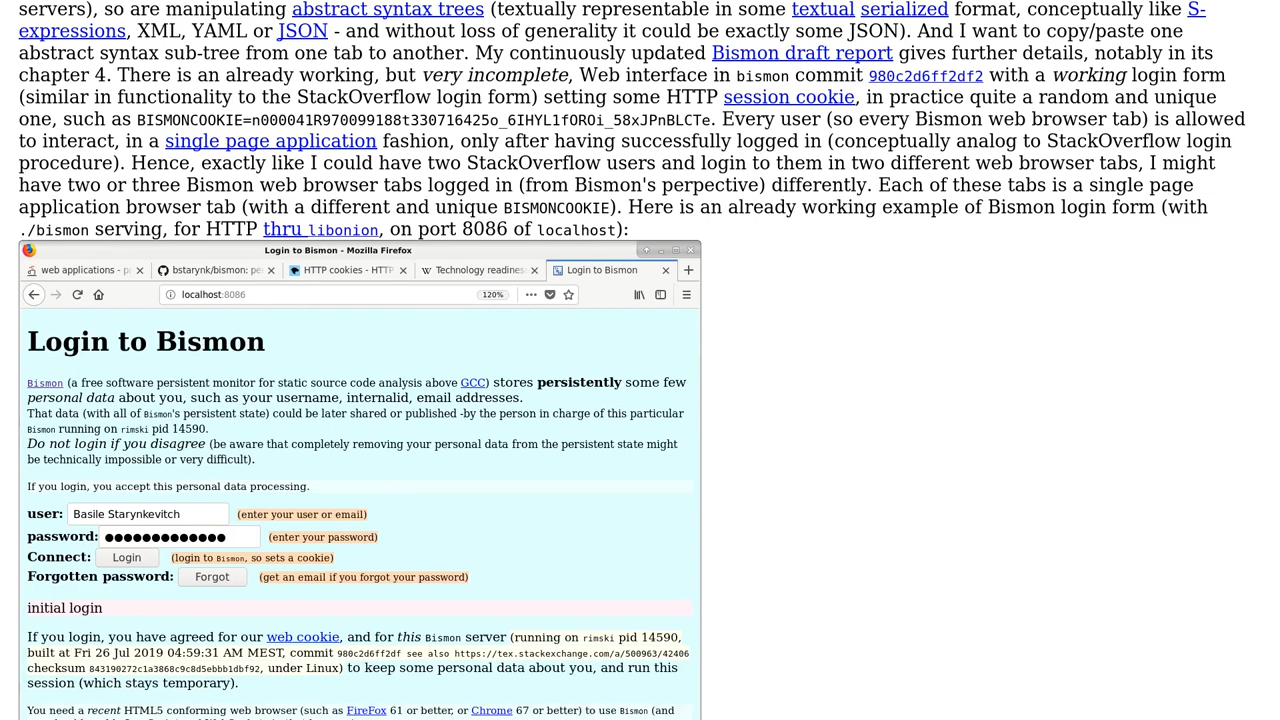 servers), so are manipulating abstract syntax trees (textually representable in some textual serialized format, conceptually like S-
expressions, XML, YAML or JSON - and without loss of generality it could be exactly some JSON). And I want to copy/paste one
abstract syntax sub-tree from one tab to another. My continuously updated Bismon draft report gives further details, notably in its
chapter 4. There is an already working, but very incomplete, Web interface in bismon commit 980c2d6ff2df2 with a working login form
(similar in functionality to the StackOverflow login form) setting some HTTP session cookie, in practice quite a random and unique
one, such as BISMONCOOKIE=n000041R970099188t330716425o_6IHYL1fOROi_58xJPnBLCTe. Every user (so every Bismon web browser tab) is allowed
to interact, in a single page application fashion, only after having successfully logged in (conceptually analog to StackOverflow login
procedure). Hence, exactly like I could have two StackOverflow users and login to them in two different web browser tabs, I might
have two or three Bismon web browser tabs logged in (from Bismon's perpective) differently. Each of these tabs is a single page
application browser tab (with a different and unique BISMONCOOKIE). Here is an already working example of Bismon login form (with
./bismon serving, for HTTP thru libonion, on port 8086 of localhost):
Login to Bismon - Mozilla Firefox
web applications - p
bstarynk/bismon: pe
HTTP cookies - HTTP
Technology readines
Login to Bismon
localhost:8086
120%
Login to Bismon
Bismon (a free software persistent monitor for static source code analysis above GCC) stores persistently some few
personal data about you, such as your username, internalid, email addresses.
That data (with all of Bismon's persistent state) could be later shared or published -by the person in charge of this particular
Bismon running on rimski pid 14590.
Do not login if you disagree (be aware that completely removing your personal data from the persistent state might
be technically impossible or very difficult).
If you login, you accept this personal data processing.
user: Basile Starynkevitch (enter your user or email)
password: ●●●●●●●●●●●●● (enter your password)
Connect: Login (login to Bismon, so sets a cookie)
Forgotten password: Forgot (get an email if you forgot your password)
initial login
If you login, you have agreed for our web cookie, and for this Bismon server (running on rimski pid 14590,
built at Fri 26 Jul 2019 04:59:31 AM MEST, commit 980c2d6ff2df see also https://tex.stackexchange.com/a/500963/42406
checksum 843190272c1a3868c9c8d5ebbb1dbf92, under Linux) to keep some personal data about you, and run this
session (which stays temporary).
You need a recent HTML5 conforming web browser (such as FireFox 61 or better, or Chrome 67 or better) to use Bismon (and